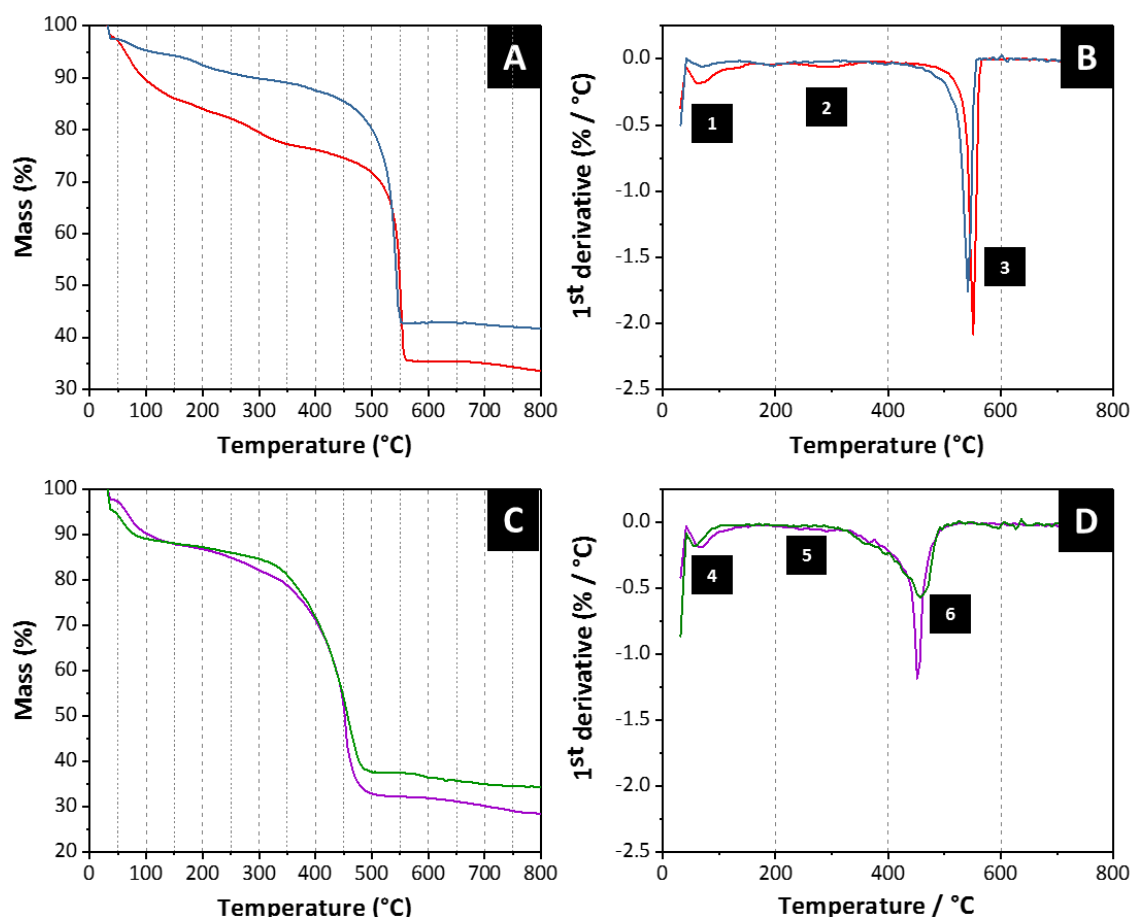 A
100
90
80
70
60
50
40
30
Mass (%)
0 100 200 300 400 500 600 700 800
Temperature (°C)
B
0.0
-0.5
-1.0
-1.5
-2.0
-2.5
1st derivative (% / °C)
1
2
3
0 200 400 600 800
Temperature (°C)
C
100
90
80
70
60
50
40
30
20
Mass (%)
0 100 200 300 400 500 600 700 800
Temperature (°C)
D
0.0
-0.5
-1.0
-1.5
-2.0
-2.5
1st derivative (% / °C)
4
5
6
0 200 400 600 800
Temperature / °C